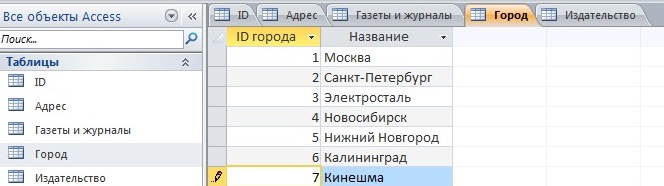 Все объекты Access
Поиск...
Таблицы
ID
Адрес
Газеты и журналы
Город
Издательство
ID Адрес Газеты и журналы Город Издательство
ID города Название
1 Москва
2 Санкт-Петербург
3 Электросталь
4 Новосибирск
5 Нижний Новгород
6 Калининград
7 Кинешма